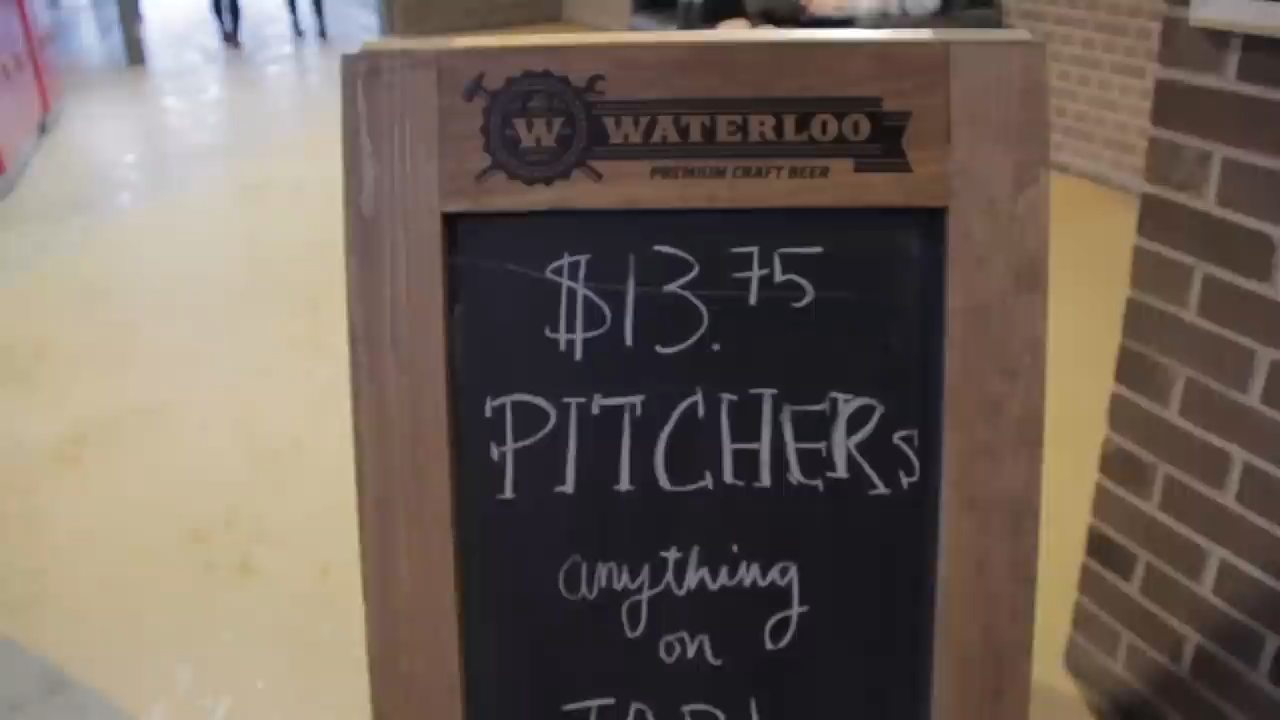 W WATERLOO
PREMIUM CRAFT BEER
$13.75
PITCHERS
anything
on